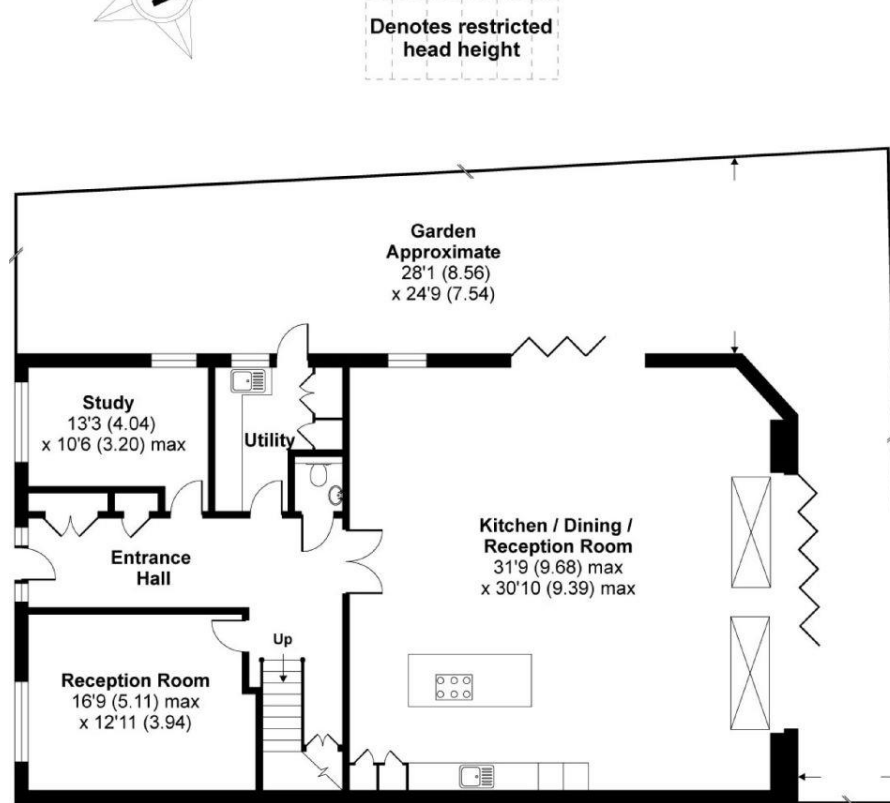 Denotes restricted
head height
Garden
Approximate
28'1 (8.56)
x 24'9 (7.54)
Study
13'3 (4.04)
x 10'6 (3.20) max
Utility
Entrance
Hall
Kitchen / Dining /
Reception Room
31'9 (9.68) max
x 30'10 (9.39) max
Up
Reception Room
16'9 (5.11) max
x 12'11 (3.94)